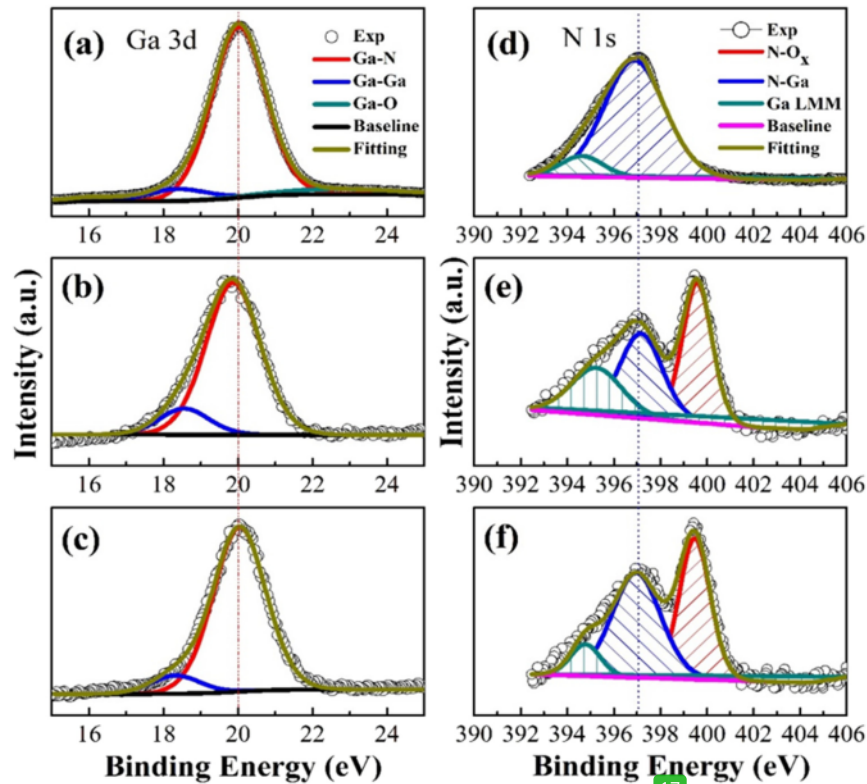 (a) Ga 3d
Exp
Ga-N
Ga-Ga
Ga-O
Baseline
Fitting
16 18 20 22 24
(b)
16 18 20 22 24
(c)
16 18 20 22 24
Intensity (a.u.)
Binding Energy (eV)
(d) N 1s
Exp
N-Ox
N-Ga
Ga LMM
Baseline
Fitting
390 392 394 396 398 400 402 404 406
(e)
390 392 394 396 398 400 402 404 406
(f)
390 392 394 396 398 400 402 404 406
Intensity (a.u.)
Binding Energy (eV)